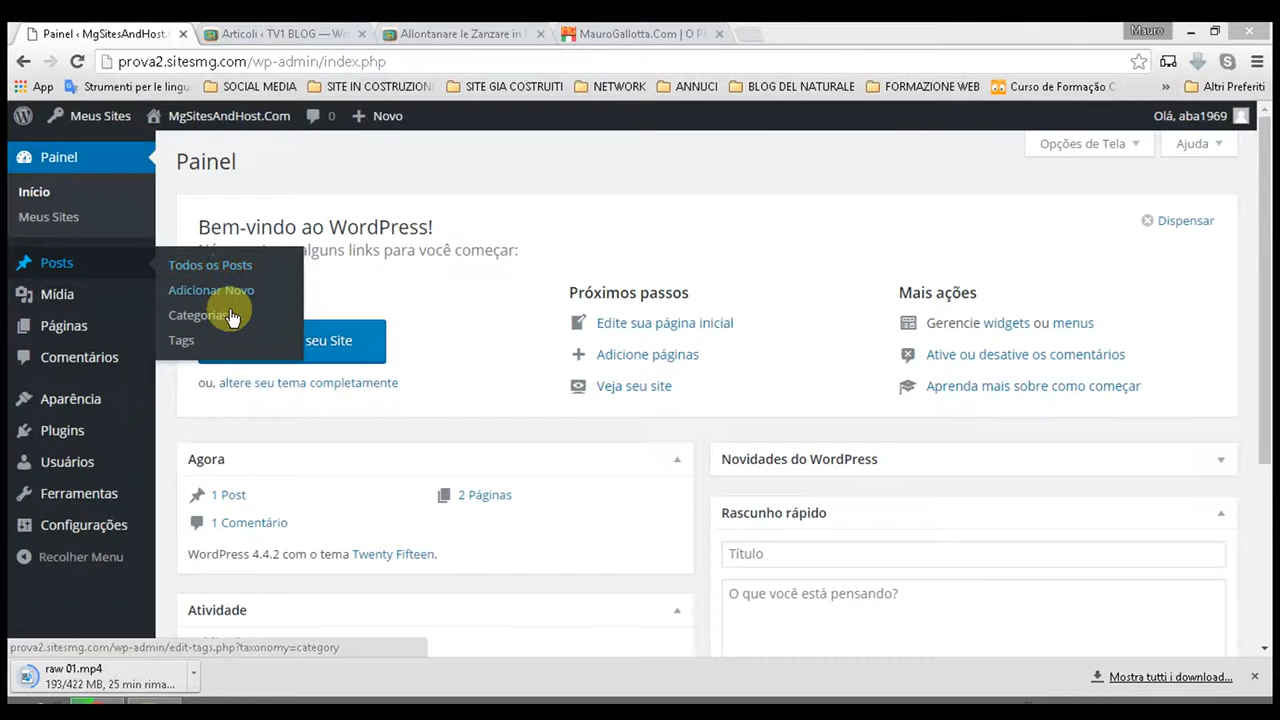 Painel ‹ MgSitesAndHost.
Articoli ‹ TV1 BLOG — Wo
Allontanare le Zanzare in
MauroGallotta.Com | O P
Mauro
prova2.sitesmg.com/wp-admin/index.php
App
Strumenti per le lingu
SOCIAL MEDIA
SITE IN COSTRUZION
SITE GIA COSTRUITI
NETWORK
ANNUCI
BLOG DEL NATURALE
FORMAZIONE WEB
Curso de Formação C
»
Altri Preferiti
Meus Sites
MgSitesAndHost.Com
0
Novo
Olá, aba1969
Painel
Início
Meus Sites
Posts
Mídia
Páginas
Comentários
Aparência
Plugins
Usuários
Ferramentas
Configurações
Recolher Menu
Todos os Posts
Adicionar Novo
Categorias
Tags
Painel
Opções de Tela
Ajuda
Bem-vindo ao WordPress!
Dispensar
alguns links para você começar:
seu Site
ou, altere seu tema completamente
Próximos passos
Edite sua página inicial
Adicione páginas
Veja seu site
Mais ações
Gerencie widgets ou menus
Ative ou desative os comentários
Aprenda mais sobre como começar
Agora
1 Post
2 Páginas
1 Comentário
WordPress 4.4.2 com o tema Twenty Fifteen.
Atividade
Novidades do WordPress
Rascunho rápido
Título
O que você está pensando?
prova2.sitesmg.com/wp-admin/edit-tags.php?taxonomy=category
raw 01.mp4
193/422 MB, 25 min rima...
Mostra tutti i download...